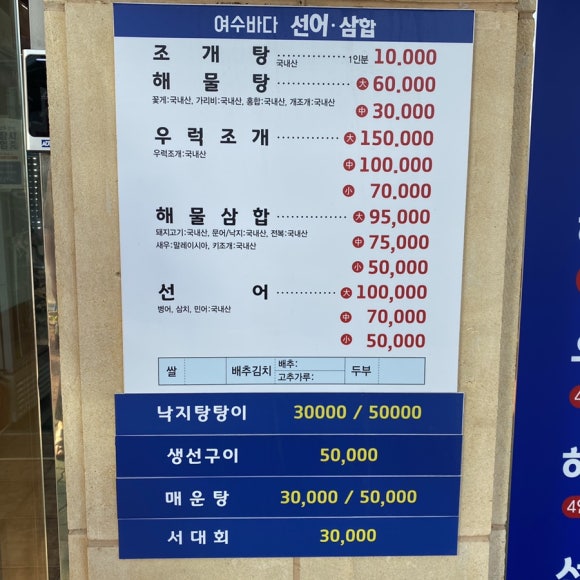 여수바다 선어·삼합
조개탕 국내산 1인분 10.000
해물탕 大 60.000
꽃게:국내산, 가리비:국내산, 홍합:국내산, 개조개:국내산
中 30.000
우럭조개 大 150.000
우럭조개:국내산
中 100.000
小 70.000
해물삼합 大 95,000
돼지고기:국내산, 문어/낙지:국내산, 전복:국내산
새우:말레이시아, 키조개:국내산
中 75,000
小 50,000
선어 大 100,000
병어, 삼치, 민어:국내산
中 70,000
小 50,000
쌀 배추김치 배추: 고추가루: 두부
낙지탕탕이 30000 / 50000
생선구이 50,000
매운탕 30,000 / 50,000
서대회 30,000